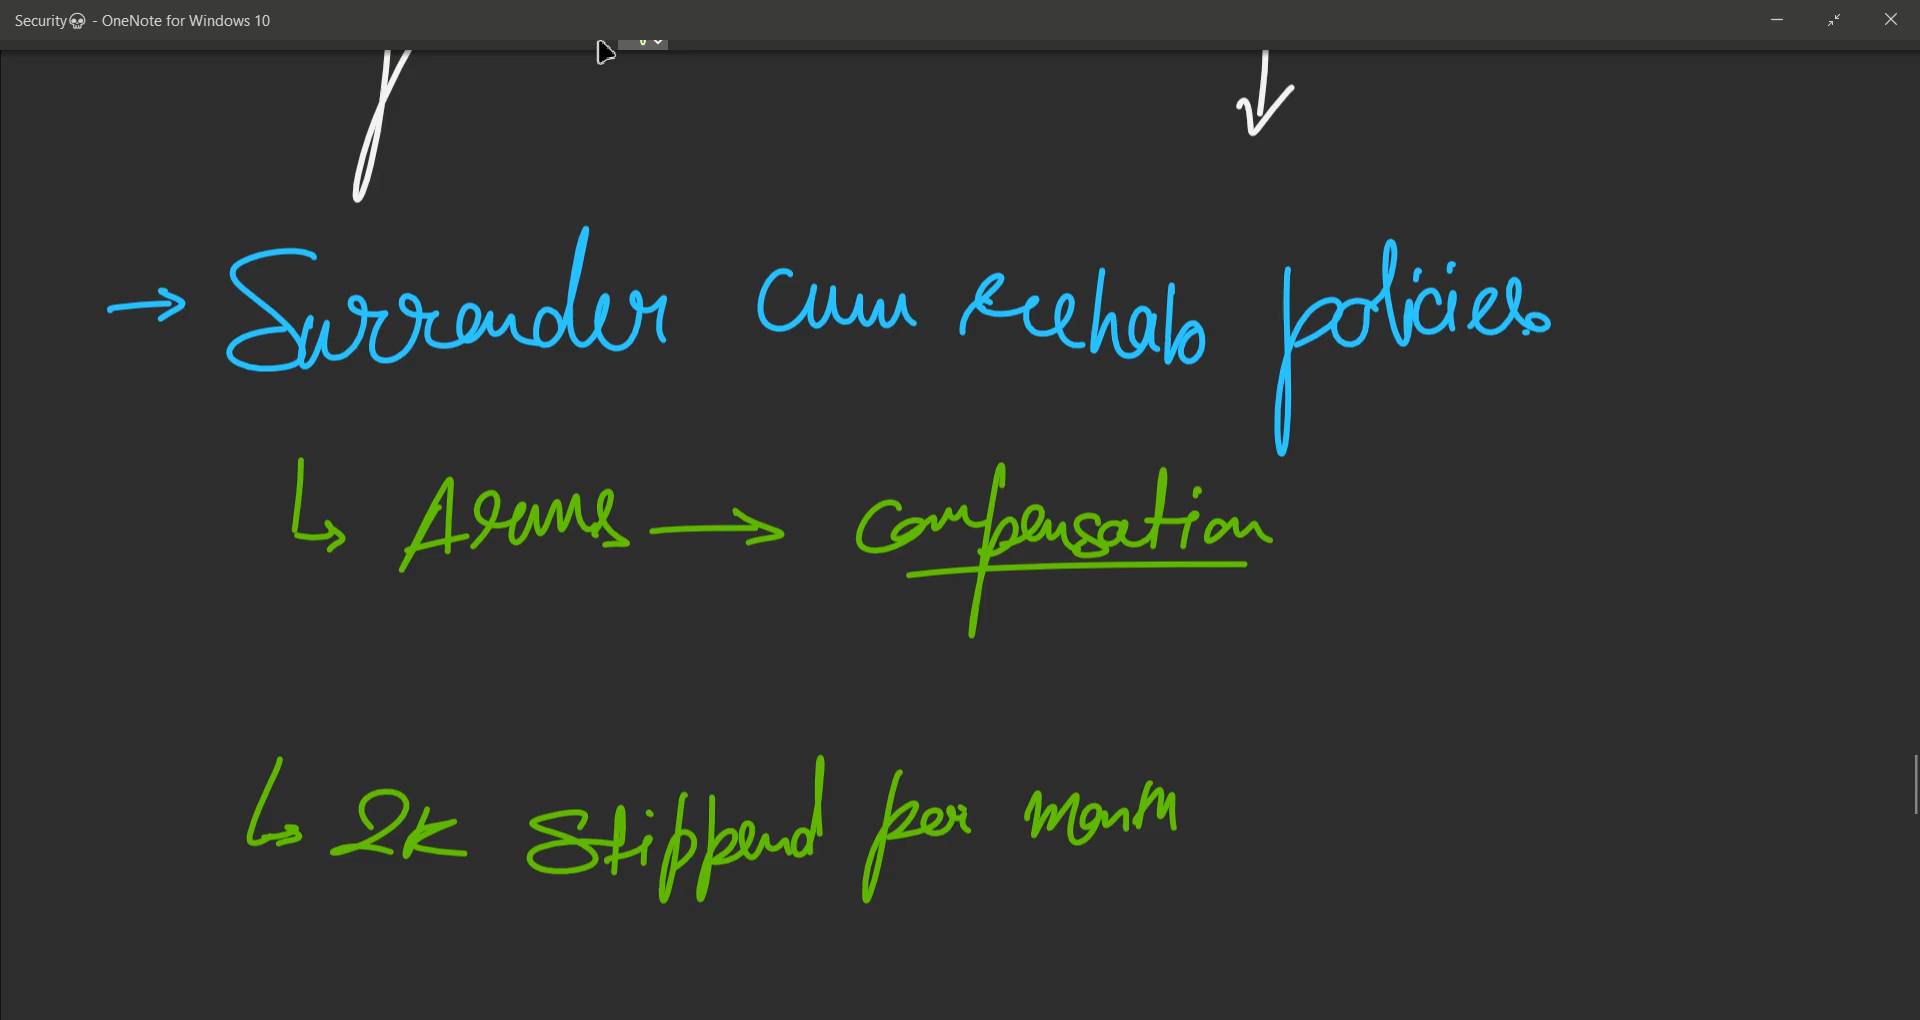 Security💀 - OneNote for Windows 10
→ Surrender cum rehab policies
↳ Arms → Compensation
↳ 2k stippend per month